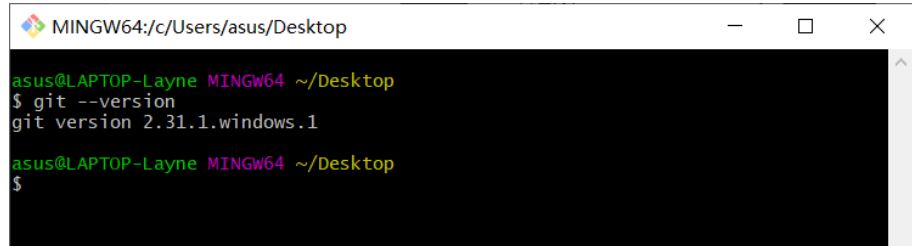 MINGW64:/c/Users/asus/Desktop
asus@LAPTOP-Layne MINGW64 ~/Desktop
$ git --version
git version 2.31.1.windows.1
asus@LAPTOP-Layne MINGW64 ~/Desktop
$